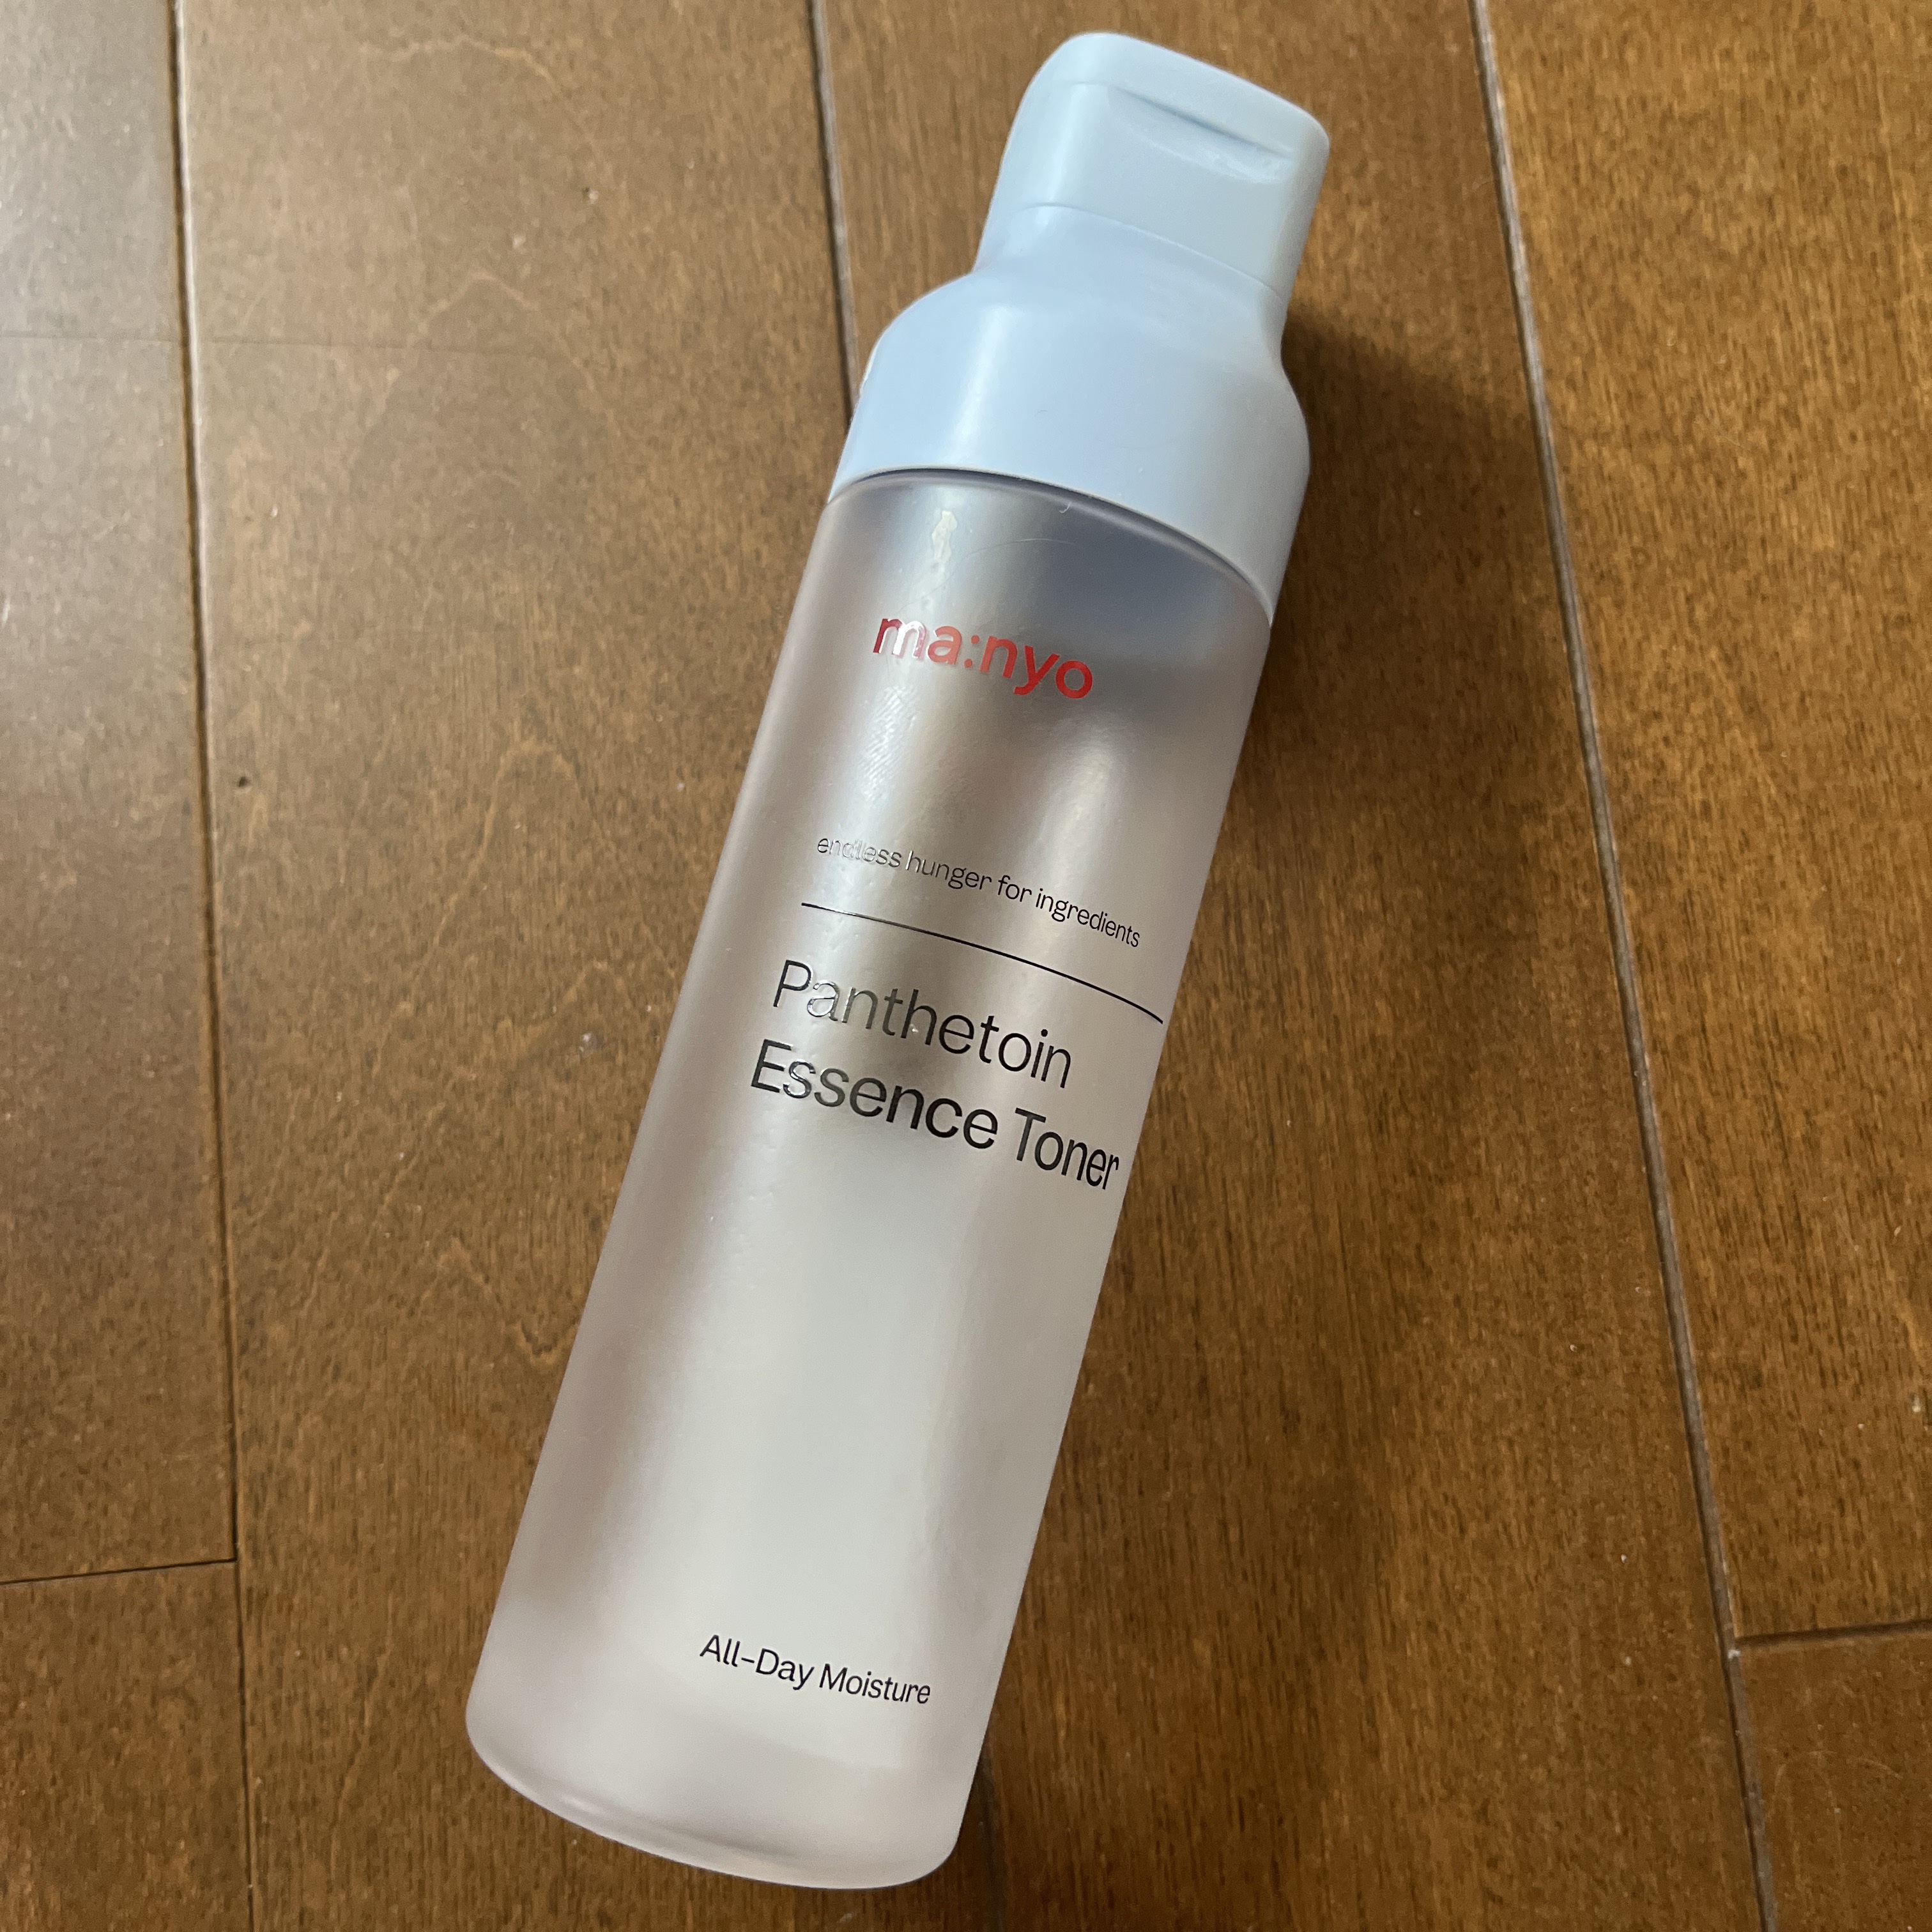 ma:nyo
endless hunger for ingredients
Panthetoin
Essence Toner
All-Day Moisture